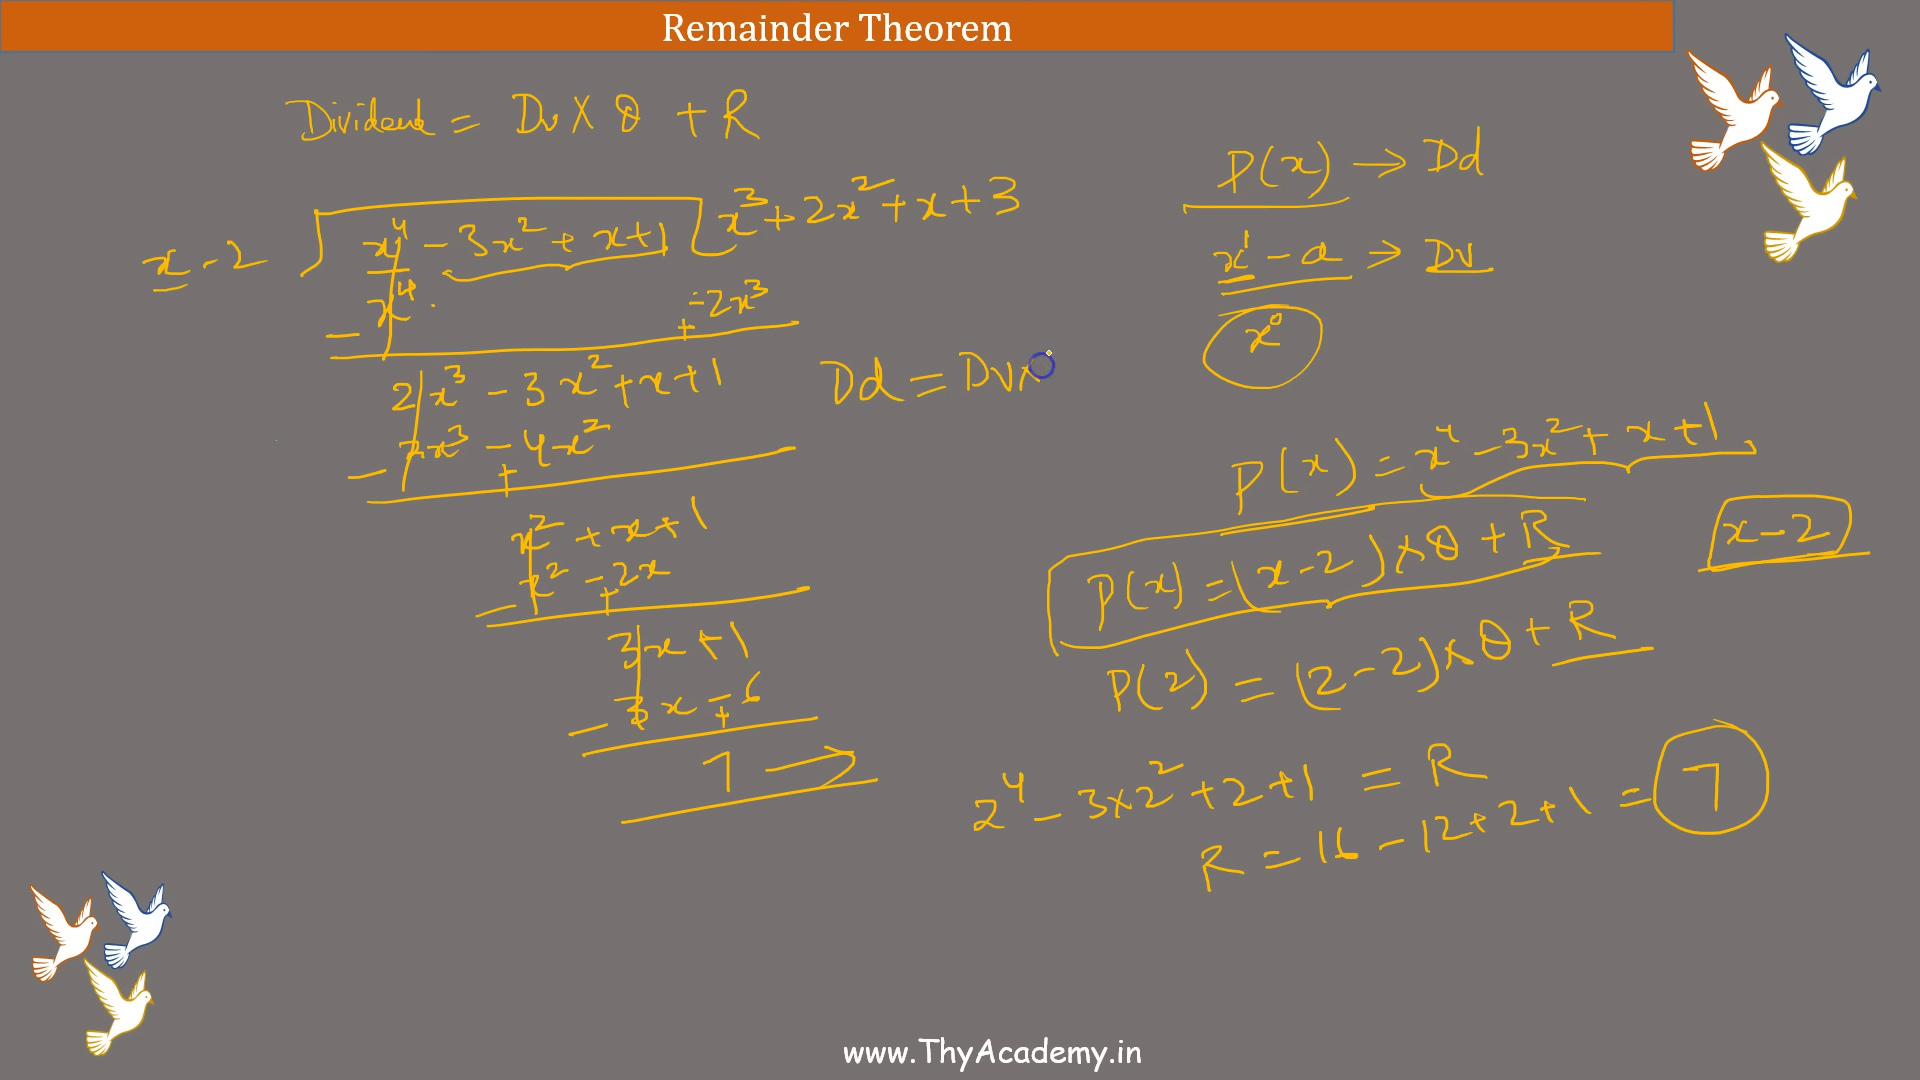 Remainder Theorem
Dividend = Dv X Q + R
x - 2
x⁴ - 3x² + x+1
x³ + 2x² + x + 3
- x⁴ - 2x³
+
2x³ - 3x² + x + 1
- 2x³ - 4x²
+
x² + x + 1
- x² - 2x
+
3x + 1
- 3x - 6
+
7 →
Dd = Dv x
P(x) → Dd
x¹ - a → Dv
x⁰
P(x) = x⁴ - 3x² + x + 1
x - 2
P(x) = (x - 2) x Q + R
P(2) = (2 - 2) x Q + R
2⁴ - 3x2² + 2 + 1 = R
R = 16 - 12 + 2 + 1 = 7
www.ThyAcademy.in